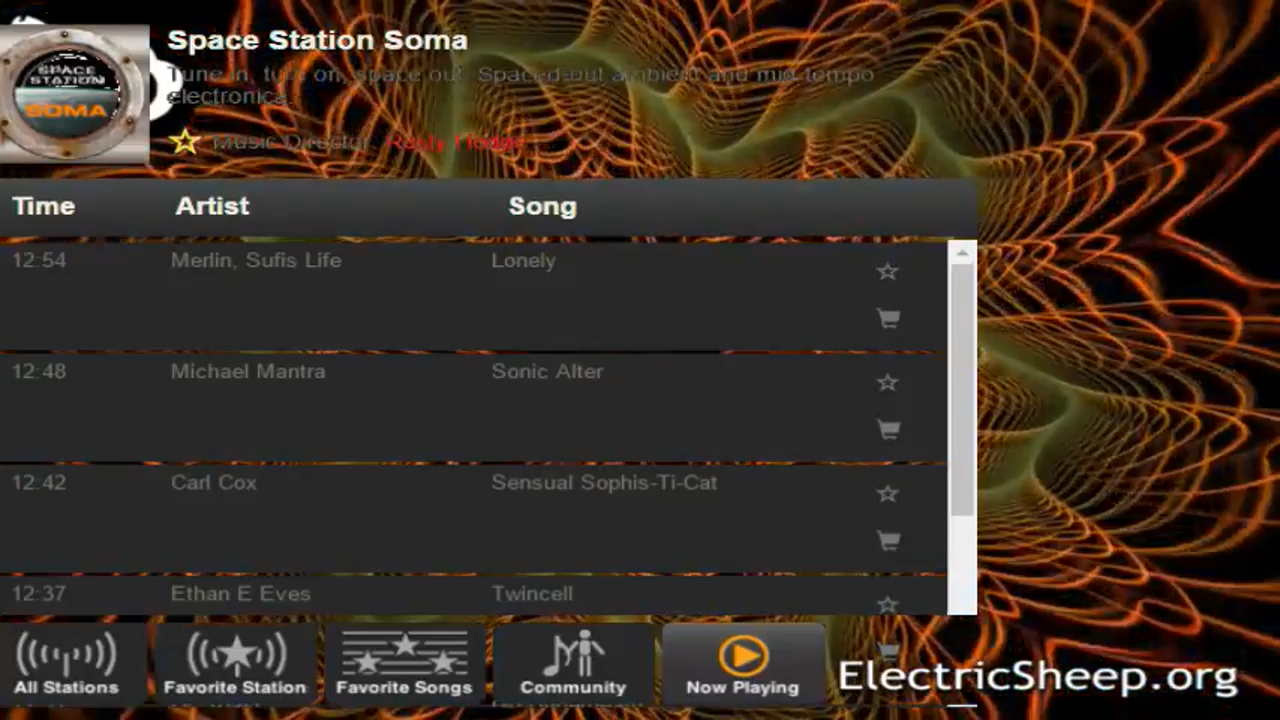 SPACE
STATION
SOMA
Space Station Soma
Tune in, turn on, space out. Spaced-out ambient and mid-tempo
electronica.
Music Director: Rusty Hodge
Time Artist Song
12:54 Merlin, Sufis Life Lonely
12:48 Michael Mantra Sonic Alter
12:42 Carl Cox Sensual Sophis-Ti-Cat
12:37 Ethan E Eves Twincell
All Stations Favorite Station Favorite Songs Community Now Playing
ElectricSheep.org